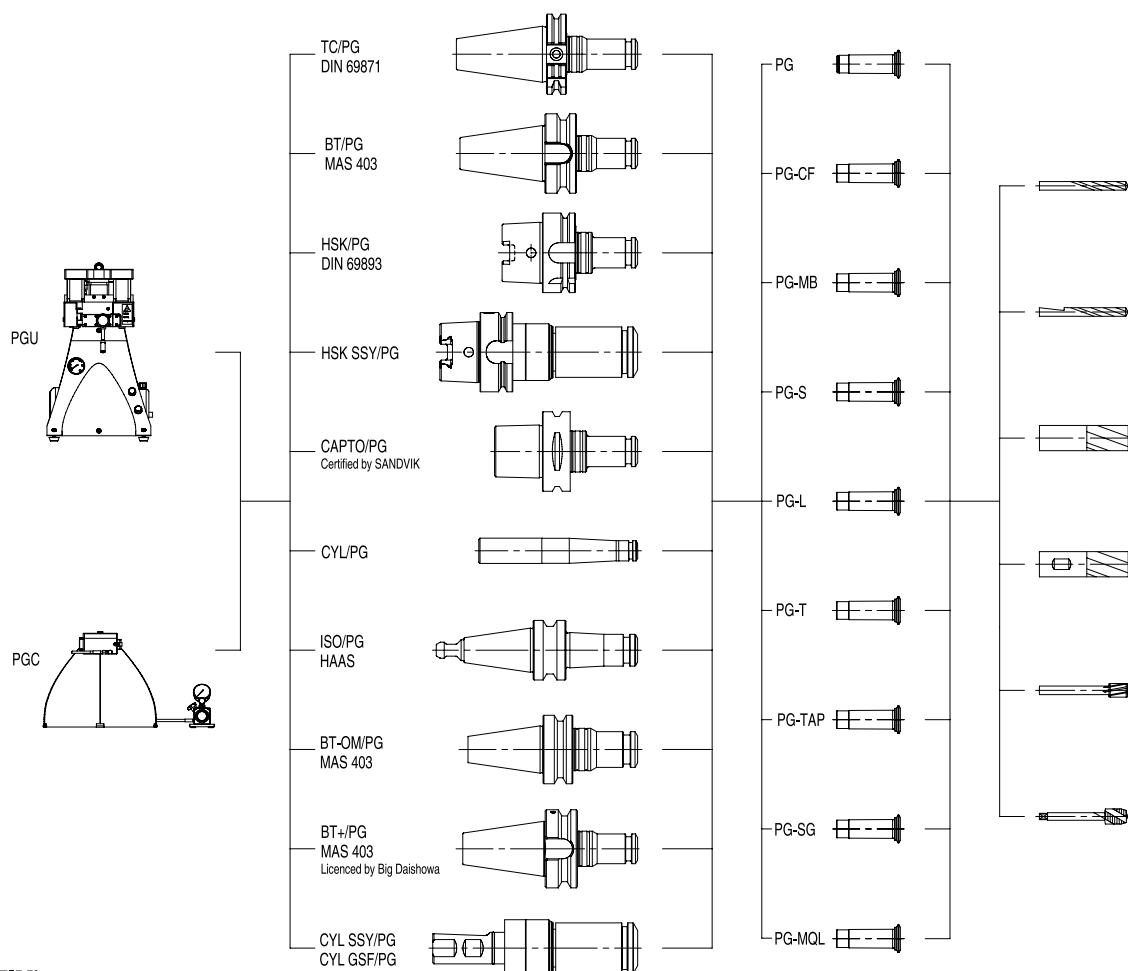 PGU
PGC
TC/PG
DIN 69871
BT/PG
MAS 403
HSK/PG
DIN 69893
HSK SSY/PG
CAPTO/PG
Certified by SANDVIK
CYL/PG
ISO/PG
HAAS
BT-OM/PG
MAS 403
BT+/PG
MAS 403
Licenced by Big Daishowa
CYL SSY/PG
CYL GSF/PG
PG
PG-CF
PG-MB
PG-S
PG-L
PG-T
PG-TAP
PG-SG
PG-MQL